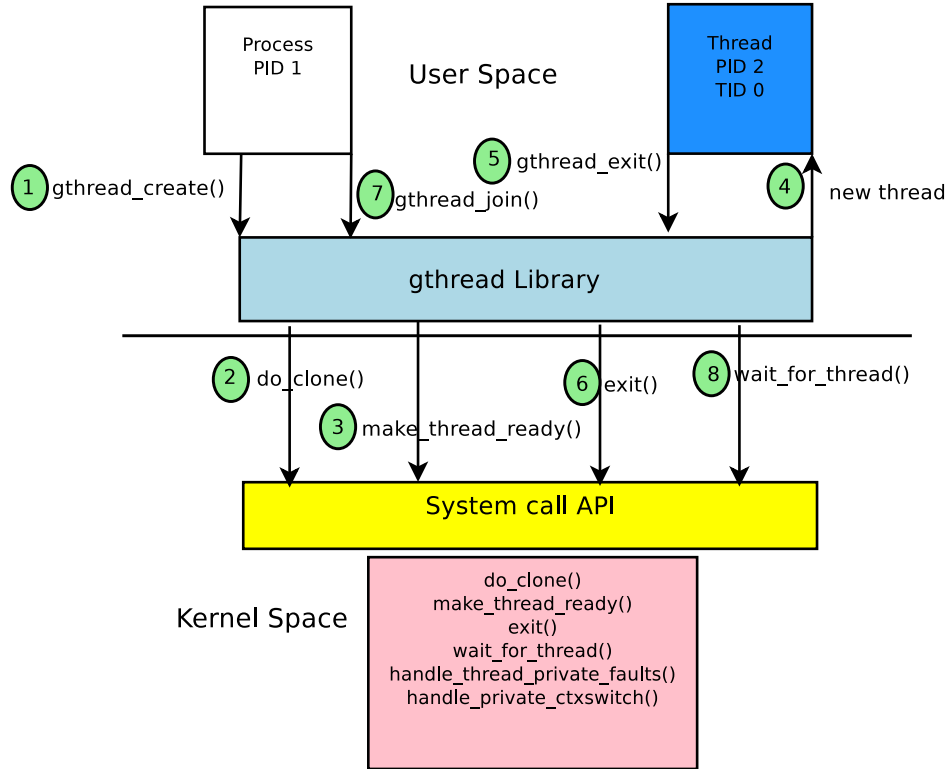 Process
PID 1
User Space
Thread
PID 2
TID 0
1 gthread_create()
7 gthread_join()
5 gthread_exit()
4 new thread
gthread Library
2 do_clone()
3 make_thread_ready()
6 exit()
8 wait_for_thread()
System call API
Kernel Space
do_clone()
make_thread_ready()
exit()
wait_for_thread()
handle_thread_private_faults()
handle_private_ctxswitch()